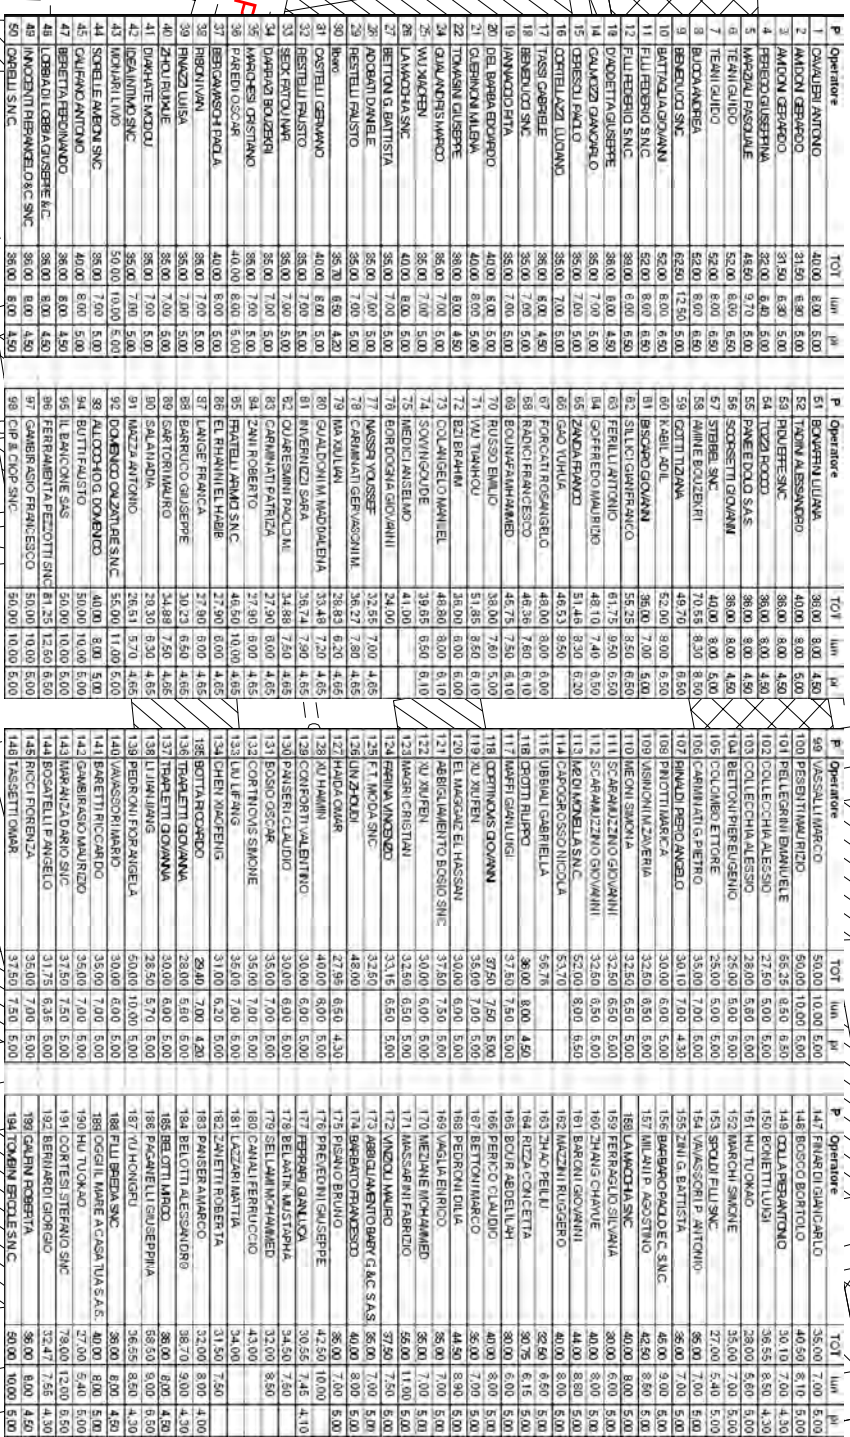 P Operatore TOT lun pr
1 CAVALIERI ANTONIO 40,00 8,00 5,00
2 AMIDONI GERARDO 31,50 6,30 5,00
3 AMIDONI GERARDO 31,50 6,30 5,00
4 PEREGO GIUSEPPINA 32,00 6,40 5,00
5 MARZIALI PASQUALE 48,50 9,70 5,00
6 TEANI GUIDO 52,00 8,00 6,50
7 TEANI GUIDO 52,00 8,00 6,50
8 BUCCA ANDREA 52,00 8,00 6,50
9 BENEDUCCI SNC 62,50 12,50 5,00
10 BATTAGLIA GIOVANNI 52,00 8,00 6,50
11 F.LLI FEDERIO S.N.C. 52,00 8,00 6,50
12 F.LLI FEDERIO S.N.C. 39,00 6,00 6,50
13 D'ADDETTA GIUSEPPE 36,00 8,00 4,50
14 GALMOZZI GIANCARLO 35,00 7,00 5,00
15 CERESOLI PAOLO 35,00 7,00 5,00
16 CORTELLAZZI LUCIANO 35,00 7,00 5,00
17 TASSI GABRIELE 36,00 8,00 4,50
18 BENEDUCCI SNC 35,00 7,00 5,00
19 IANNACCIO RITA 35,00 7,00 5,00
20 DEL BARBA EDOARDO 40,00 8,00 5,00
21 GUERINONI MILENA 40,00 8,00 5,00
22 TOMASINI GIUSEPPE 36,00 8,00 4,50
24 QUALANDRIS MARCO 35,00 7,00 5,00
25 WU XIAOFEN 35,00 7,00 5,00
26 LA MACCHIA SNC 40,00 8,00 5,00
27 BETTONI G. BATTISTA 35,00 7,00 5,00
28 ADOBATI DANIELE 35,00 7,00 5,00
29 RESTELLI FAUSTO 35,00 7,00 5,00
30 libero 35,70 8,50 4,20
31 CASTELLI GERMANO 40,00 8,00 5,00
32 RESTELLI FAUSTO 35,00 7,00 5,00
33 SECK FATOU NAR 35,00 7,00 5,00
34 DARRAZI BOUZEKRI 35,00 7,00 5,00
35 MARCHESI CRISTIANO 35,00 7,00 5,00
36 PAREDI OSCAR 40,00 8,00 5,00
37 BERGAMASCHI PAOLA 40,00 8,00 5,00
38 RIBONI IVAN 35,00 7,00 5,00
39 RINAZZI LUISA 35,00 7,00 5,00
40 ZHOU RUXUE 35,00 7,00 5,00
41 DIAKHATE MODOU 35,00 7,00 5,00
42 IDEA INTIMO SNC 35,00 7,00 5,00
43 MONARI LIVIO 50,00 10,00 5,00
44 SORELLE AMBONI SNC 35,00 7,00 5,00
45 CALIFANO ANTONIO 40,00 8,00 5,00
47 BERETTA FERDINANDO 36,00 8,00 4,50
48 LOBBA DI LOBBA GIUSEPPE & C. 36,00 8,00 4,50
49 INNOCENTI PIERANGELO & C. SNC 36,00 8,00 4,50
50 CAPELLI S.N.C. 36,00 8,00 4,50
P Operatore TOT lun pr
51 BONARFINI LILIANA 36,00 8,00 4,50
52 TADINI ALESSANDRO 40,00 8,00 5,00
53 PIDUEFFE SNC 36,00 8,00 4,50
54 TOZZI ROCCO 36,00 8,00 4,50
55 PANE E DOLCI S.A.S. 36,00 8,00 4,50
56 SCORSETTI GIOVANNI 36,00 8,00 4,50
57 STEBIEL SNC 40,00 8,00 5,00
58 AMINE BOUZEKRI 70,55 8,30 8,50
59 GOTTI TIZIANA 49,70 6,50
60 KABIL ADIL 52,00 8,00 6,50
61 BISCARO GIOVANNI 35,00 7,00 5,00
62 SILLICI GIANFRANCO 55,25 8,50 6,50
63 FERILLI ANTONIO 61,75 9,50 6,50
64 GOFFREDO MAURIZIO 48,10 7,40 6,50
65 ZANDA FRANCO 51,46 8,30 6,20
66 GAO YUHUA 46,53 8,50
67 FORCATI ROSANGELO 48,00 8,00 6,00
68 RADICI FRANCESCO 46,36 7,60 6,10
69 BOUNAFA MHAMMED 45,75 7,50 6,10
70 RUSSO EMILIO 38,00 7,60 5,00
71 VU TIANHOU 51,85 8,50 6,10
72 BZI BRAHIM 36,00 6,00 6,00
73 COLANGELO MANUEL 48,80 8,00 6,10
74 SOW NGOUDE 39,65 6,50 6,10
75 MEDICI ANSELMO 41,00
76 BORDOGNA GIOVANNI 24,00
77 NASSRI YOUSSEF 32,55 7,00 4,65
78 CARMINATI GERVASONI M. 36,27 7,80 4,65
79 MA XIULIAN 28,83 6,20 4,65
80 GUALDONI M. MADDALENA 33,48 7,20 4,65
81 INVERNIZZI SARA 36,74 7,90 4,65
82 QUARESMINI PAOLO M. 34,88 7,50 4,65
83 CARMINATI PATRIZIA 27,90 6,00 4,65
84 ZANI ROBERTO 27,90 6,00 4,65
85 FRATELLI ARMICI S.N.C. 46,50 10,00 4,65
86 EL RHANNI EL HABIB 27,90 6,00 4,65
87 LANGE' FRANCA 27,90 6,00 4,65
88 BARRUCO GIUSEPPE 30,23 6,50 4,65
89 SARTORI MAURO 34,88 7,50 4,65
90 SALA NADIA 29,30 6,30 4,65
91 MAZZA ANTONIO 26,51 5,70 4,65
92 DOMENICO CALZATURE S.N.C. 55,00 11,00 5,00
93 ALLOCCHIO G. DOMENICO 40,00 8,00 5,00
94 BUTTI FAUSTO 50,00 10,00 5,00
95 IL BANCONE SAS 50,00 10,00 5,00
96 FERRAMENTA PEZZOTTI SNC 81,25 12,50 6,50
97 GAMBIRASIO FRANCESCO 50,00 10,00 5,00
98 CIP & CIOP SNC 50,00 10,00 5,00
P Operatore TOT lun pr
99 VASSALLI MARCO 50,00 10,00 5,00
100 PESENTI MAURIZIO 50,00 10,00 5,00
101 PELLEGRINI EMANUELE 55,25 8,50 6,50
102 COLLECCHIA ALESSIO 27,50 5,50 5,00
103 COLLECCHIA ALESSIO 28,00 5,60 5,00
104 BETTONI PIER EUGENIO 25,00 5,00 5,00
105 COLOMBO ETTORE 25,00 5,00 5,00
106 CARMINATI G. PIETRO 35,00 7,00 5,00
107 RINALDI PIERO ANGELO 30,10 7,00 4,30
108 PINOTTI MARICA 30,00 6,00 5,00
109 VISINONI M. ZAVERIA 32,50 6,50 5,00
110 MEONI SIMONA 32,50 6,50 5,00
111 SCARAMUZZINO GIOVANNI 32,50 6,50 5,00
112 SCARAMUZZINO GIOVANNI 32,50 6,50 5,00
113 M2 DI MONELLA S.N.C. 52,00 8,00 6,50
114 CAPOGROSSO NICOLA 53,70
115 UBBIALI GABRIELLA 56,76
116 CROTTI FILIPPO 36,00 8,00 4,50
117 MAFFI GIANLUIGI 37,50 7,50 5,00
118 CORTINOVIS GIOVANNI 37,50 7,50 5,00
119 XU XIUFEN 35,00 7,00 5,00
120 EL MAGGAIZ EL HASSAN 30,00 6,00 5,00
121 ABBIGLIAMENTO BOSIO SNC 37,50 7,50 5,00
122 XU XIUFEN 30,00 6,00 5,00
123 MAGRI CRISTIAN 32,50 6,50 5,00
124 FARINA VINCENZO 33,15 6,50 5,00
125 F.T. MODA SNC 32,50
126 LIN ZHOUDI 48,00
127 HAIDA OMAR 27,95 6,50 4,30
128 XU HAIMIN 40,00 8,00 5,00
129 CONFORTI VALENTINO 30,00 6,00 5,00
130 PANSERI CLAUDIO 30,00 6,00 5,00
131 BOSIO OSCAR 35,00 7,00 5,00
132 CORTINOVIS SIMONE 35,00 7,00 5,00
133 LIU LIFANG 35,00 7,00 5,00
134 CHEN XIAOFENG 31,00 6,20 5,00
135 BOTTA RICCARDO 29,40 7,00 4,20
136 TRAPLETTI GIOVANNA 28,00 5,60 5,00
137 TRAPLETTI GIOVANNA 30,00 6,00 5,00
138 LI JIANJIANG 28,50 5,70 5,00
139 PEDRONI FIORANGELA 50,00 10,00 5,00
140 VAVASSORI MARIO 30,00 6,00 5,00
141 BARETTI RICCARDO 35,00 7,00 5,00
142 GAMBIRASIO MAURIZIO 35,00 7,00 5,00
143 MARANZA DARIO SNC 37,50 7,50 5,00
144 BOSATELLI P. ANGELO 31,75 6,35 5,00
145 RICCI FIORENZA 35,00 7,00 5,00
146 TASSETTI OMAR 37,50 7,50 5,00
P Operatore TOT lun pr
147 FINARDI GIANCARLO 35,00 7,00 5,00
148 BOSCO BORTOLO 40,50 8,10 5,00
149 COLLA PIERANTONIO 30,10 7,00 4,30
150 BONETTI LUIGI 36,55 8,50 4,30
151 HU TUOKAO 28,00 5,60 5,00
152 MARCHI SIMONE 35,00 7,00 5,00
153 SPOLDI F.LLI SNC 27,00 5,40 5,00
154 VAVASSORI P. ANTONIO 35,00 7,00 5,00
155 ZINI G. BATTISTA 35,00 7,00 5,00
156 BARBARO PAOLO E C. S.N.C. 45,00 9,00 5,00
157 MILANI P. AGOSTINO 42,50 8,50 5,00
158 LA MACCHIA SNC 40,00 8,00 5,00
159 FERRAGLIO SILVANA 30,00 6,00 5,00
160 ZHANG CHAYUE 40,00 8,00 5,00
161 BARONI GIOVANNI 44,00 8,80 5,00
162 MAZZINI RUGGERO 40,00 8,00 5,00
163 ZHAO PEILIU 32,50 6,50 5,00
164 RIZZA CONCETTA 30,75 6,15 5,00
165 BOUR ABDELILAH 30,00 6,00 5,00
166 PERICO CLAUDIO 40,00 8,00 5,00
167 BETTONI MARCO 35,00 7,00 5,00
168 PEDRONI DILIA 44,50 8,90 5,00
169 VAGLIA ENRICO 35,00 7,00 5,00
170 MEZIANE MOHAMMED 35,00 7,00 5,00
171 MASSARINI FABRIZIO 55,00 11,00 5,00
172 VINZIOLI MAURO 37,50 7,50 5,00
173 ABBIGLIAMENTO BABY G. & C. S.A.S. 35,00 7,00 5,00
174 BARBATO FRANCESCO 40,00 8,00 5,00
175 PISANO BRUNO 35,00 7,00 5,00
176 PREVEDINI GIUSEPPE 42,50 10,00
177 FERRARI GIANLUCA 30,55 7,45 4,10
178 BELAATIK MUSTAPHA 34,50 7,50
179 SELLAMI MOHAMMED 32,00 8,50
180 CANALI FERRUCCIO 43,00
181 LAZZARI MATTIA 34,00
182 ZANETTI ROBERTA 31,50 7,50
183 PANSERA MARCO 32,00 8,00 4,00
184 BELOTTI ALESSANDRO 38,70 9,00 4,30
185 BELOTTI MIRCO 36,00 8,00 4,50
186 PAGANELLI GIUSEPPINA 58,50 9,00 6,50
187 YU HONGFU 36,55 8,50 4,30
188 F.LLI BREDA SNC 36,00 8,00 4,50
189 OGGI IL MARE A CASA TUA S.A.S. 40,00 8,00 5,00
190 HU TUOKAO 27,00 5,40 5,00
191 CORTESI STEFANO SNC 78,00 12,00 6,50
192 BERNARDI GIORGIO 32,47 7,55 4,30
193 GALFINI ROBERTA 36,00 8,00 4,50
194 ZOMBINI ERCOLE S.N.C. 50,00 10,00 5,00